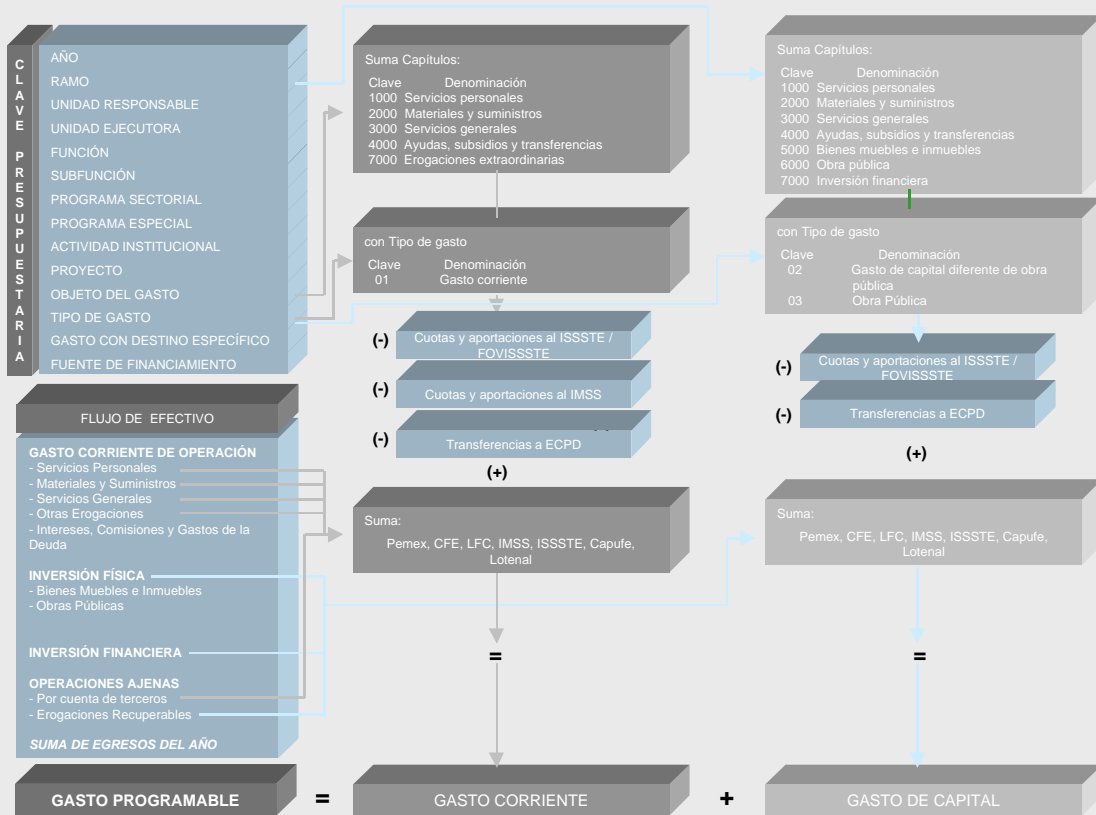 CLAVE PRESUPUESTARIA
AÑO
RAMO
UNIDAD RESPONSABLE
UNIDAD EJECUTORA
FUNCIÓN
SUBFUNCIÓN
PROGRAMA SECTORIAL
PROGRAMA ESPECIAL
ACTIVIDAD INSTITUCIONAL
PROYECTO
OBJETO DEL GASTO
TIPO DE GASTO
GASTO CON DESTINO ESPECÍFICO
FUENTE DE FINANCIAMIENTO
FLUJO DE EFECTIVO
GASTO CORRIENTE DE OPERACIÓN
- Servicios Personales
- Materiales y Suministros
- Servicios Generales
- Otras Erogaciones
- Intereses, Comisiones y Gastos de la
Deuda
INVERSIÓN FÍSICA
- Bienes Muebles e Inmuebles
- Obras Públicas
INVERSIÓN FINANCIERA
OPERACIONES AJENAS
- Por cuenta de terceros
- Erogaciones Recuperables
SUMA DE EGRESOS DEL AÑO
Suma Capítulos:
Clave Denominación
1000 Servicios personales
2000 Materiales y suministros
3000 Servicios generales
4000 Ayudas, subsidios y transferencias
7000 Erogaciones extraordinarias
con Tipo de gasto
Clave Denominación
01 Gasto corriente
(-) Cuotas y aportaciones al ISSSTE /
FOVISSSTE
(-) Cuotas y aportaciones al IMSS
(-) Transferencias a ECPD
(+)
Suma:
Pemex, CFE, LFC, IMSS, ISSSTE, Capufe,
Lotenal
=
Suma Capítulos:
Clave Denominación
1000 Servicios personales
2000 Materiales y suministros
3000 Servicios generales
4000 Ayudas, subsidios y transferencias
5000 Bienes muebles e inmuebles
6000 Obra pública
7000 Inversión financiera
con Tipo de gasto
Clave Denominación
02 Gasto de capital diferente de obra
pública
03 Obra Pública
(-) Cuotas y aportaciones al ISSSTE /
FOVISSSTE
(-) Transferencias a ECPD
(+)
Suma:
Pemex, CFE, LFC, IMSS, ISSSTE, Capufe,
Lotenal
=
GASTO PROGRAMABLE = GASTO CORRIENTE + GASTO DE CAPITAL